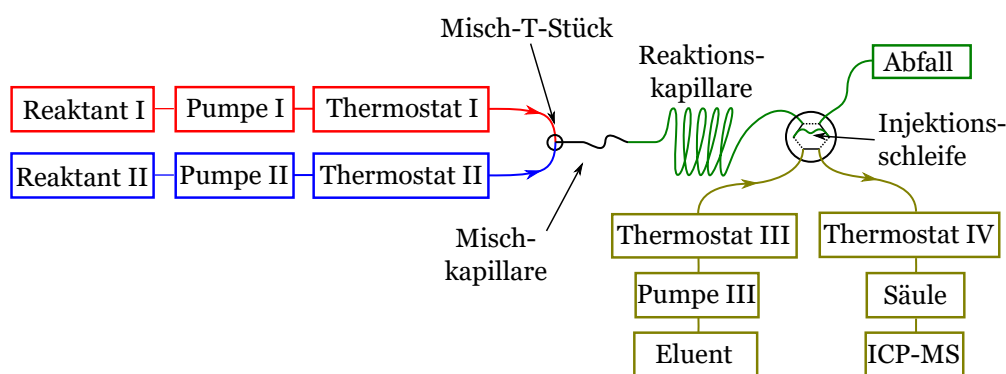 Misch-T-Stück
Reaktions-
kapillare
Abfall
Reaktant I
Pumpe I
Thermostat I
Injektions-
schleife
Reaktant II
Pumpe II
Thermostat II
Misch-
kapillare
Thermostat III
Thermostat IV
Pumpe III
Säule
Eluent
ICP-MS